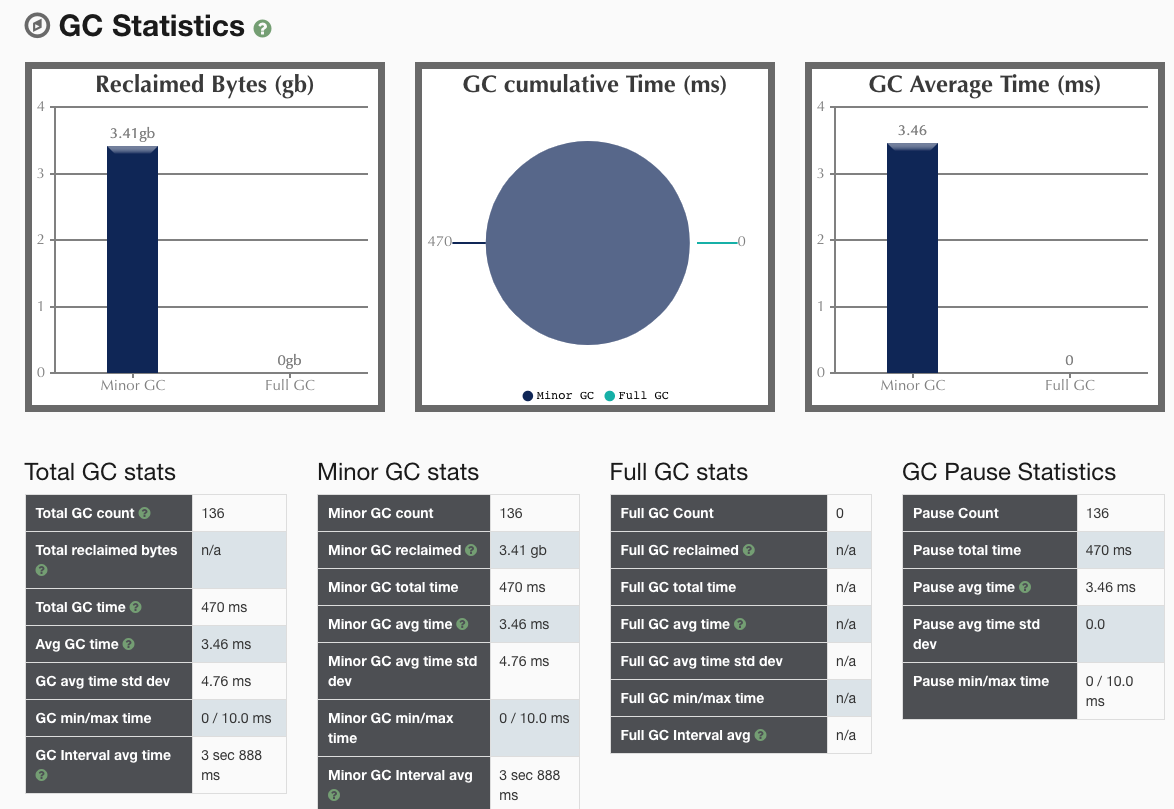 GC Statistics ?
Reclaimed Bytes (gb)
4
3
2
1
0
3.41gb
0gb
Minor GC Full GC
GC cumulative Time (ms)
470
0
Minor GC Full GC
GC Average Time (ms)
4
3
2
1
0
3.46
0
Minor GC Full GC
Total GC stats
Total GC count ? 136
Total reclaimed bytes n/a
?
Total GC time ? 470 ms
Avg GC time ? 3.46 ms
GC avg time std dev 4.76 ms
GC min/max time 0 / 10.0 ms
GC Interval avg time 3 sec 888
? ms
Minor GC stats
Minor GC count 136
Minor GC reclaimed ? 3.41 gb
Minor GC total time 470 ms
Minor GC avg time ? 3.46 ms
Minor GC avg time std 4.76 ms
dev
Minor GC min/max 0 / 10.0 ms
time
Minor GC Interval avg 3 sec 888
? ms
Full GC stats
Full GC Count 0
Full GC reclaimed ? n/a
Full GC total time n/a
Full GC avg time ? n/a
Full GC avg time std dev n/a
Full GC min/max time n/a
Full GC Interval avg ? n/a
GC Pause Statistics
Pause Count 136
Pause total time 470 ms
Pause avg time ? 3.46 ms
Pause avg time std 0.0
dev
Pause min/max time 0 / 10.0
ms